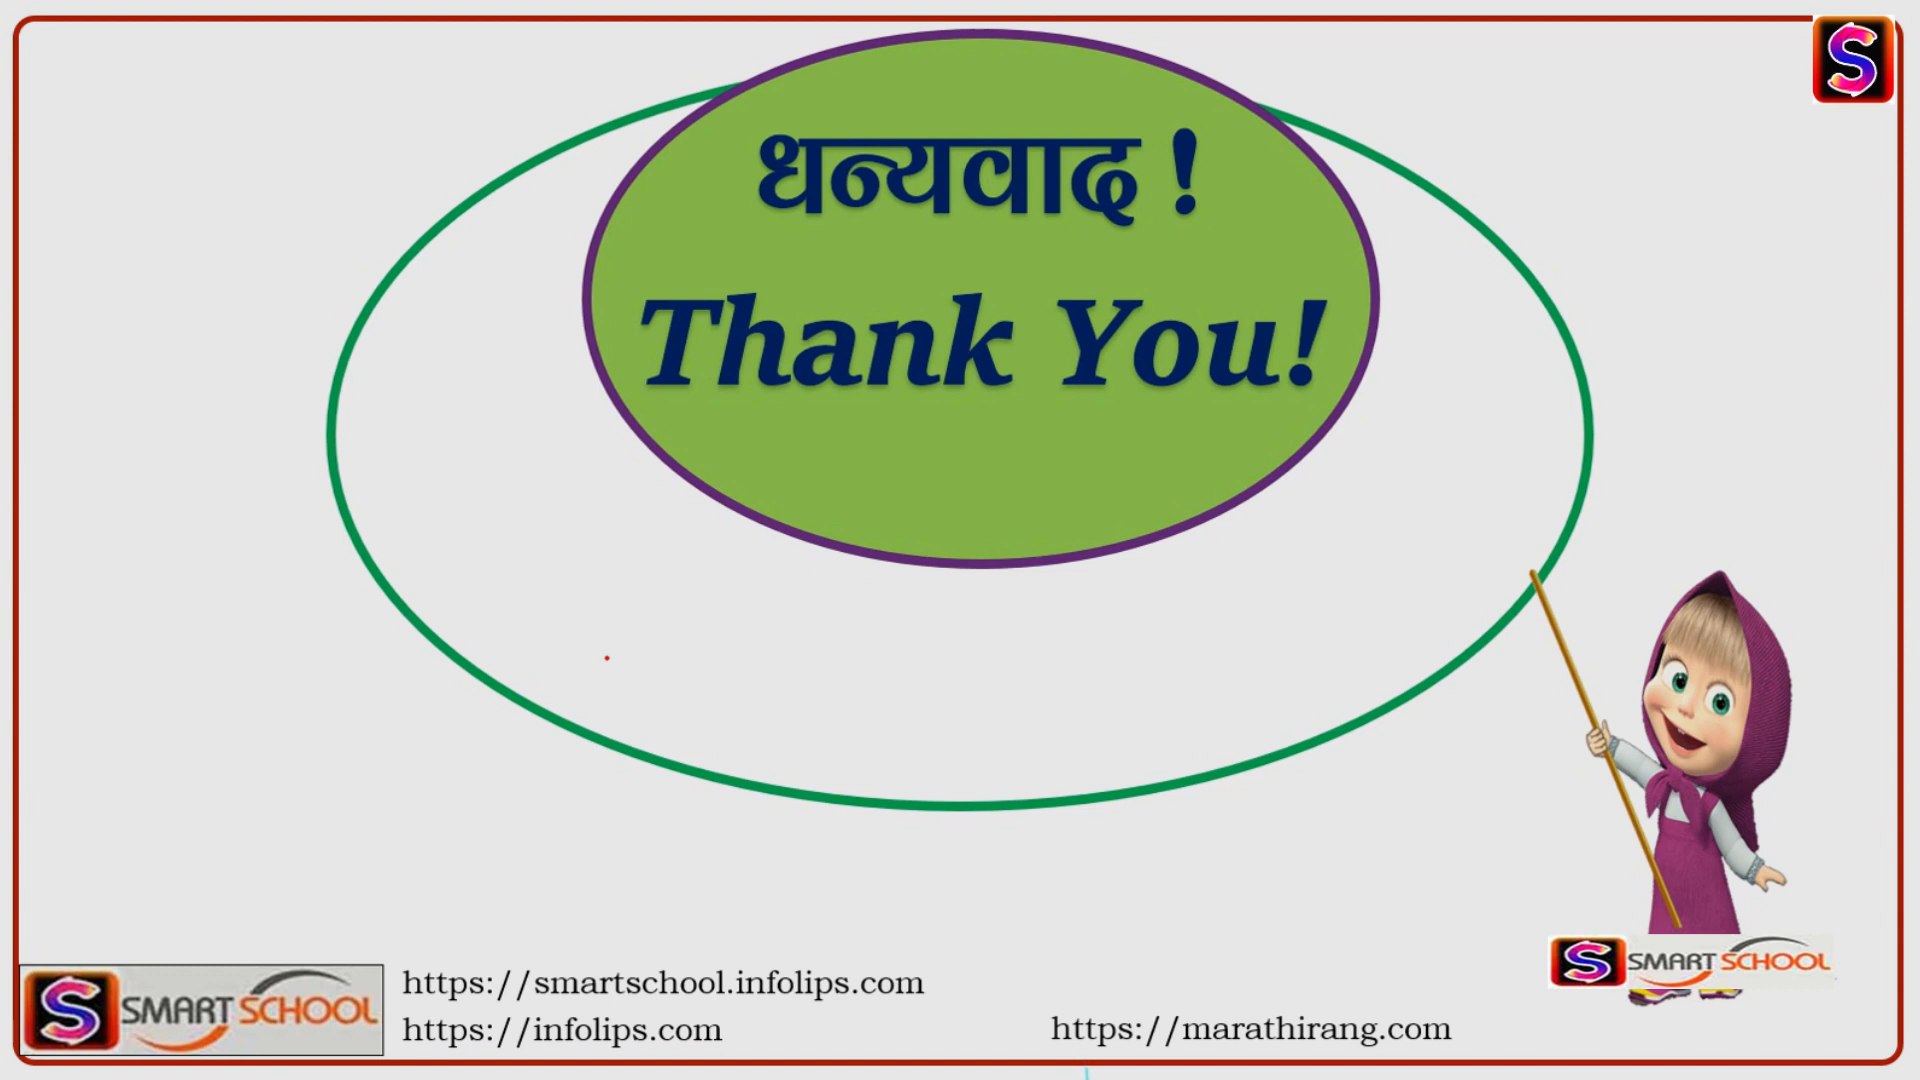 S
धन्यवाद !
Thank You!
S SMART SCHOOL
S SMART SCHOOL
https://smartschool.infolips.com
https://infolips.com
https://marathirang.com